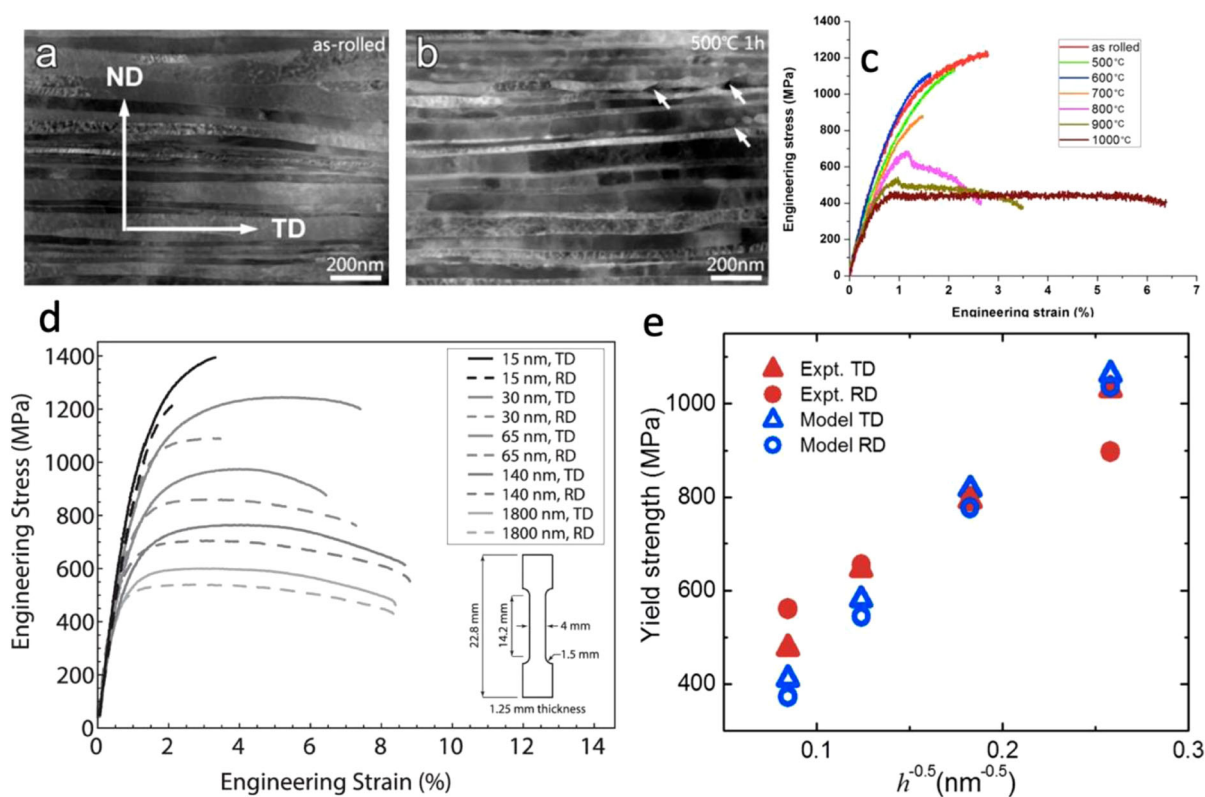 a
as-rolled
ND
TD
200nm
b
500℃ 1h
200nm
c
1400
1200
1000
800
600
400
200
0
Engineering stress (MPa)
0 1 2 3 4 5 6 7
Engineering strain (%)
as rolled
500°C
600°C
700°C
800°C
900°C
1000°C
d
1400
1200
1000
800
600
400
200
0
Engineering Stress (MPa)
0 2 4 6 8 10 12 14
Engineering Strain (%)
15 nm, TD
15 nm, RD
30 nm, TD
30 nm, RD
65 nm, TD
65 nm, RD
140 nm, TD
140 nm, RD
1800 nm, TD
1800 nm, RD
22.8 mm
14.2 mm
4 mm
1.5 mm
1.25 mm thickness
e
Expt. TD
Expt. RD
Model TD
Model RD
1000
800
600
400
Yield strength (MPa)
0.1 0.2 0.3
h^-0.5(nm^-0.5)